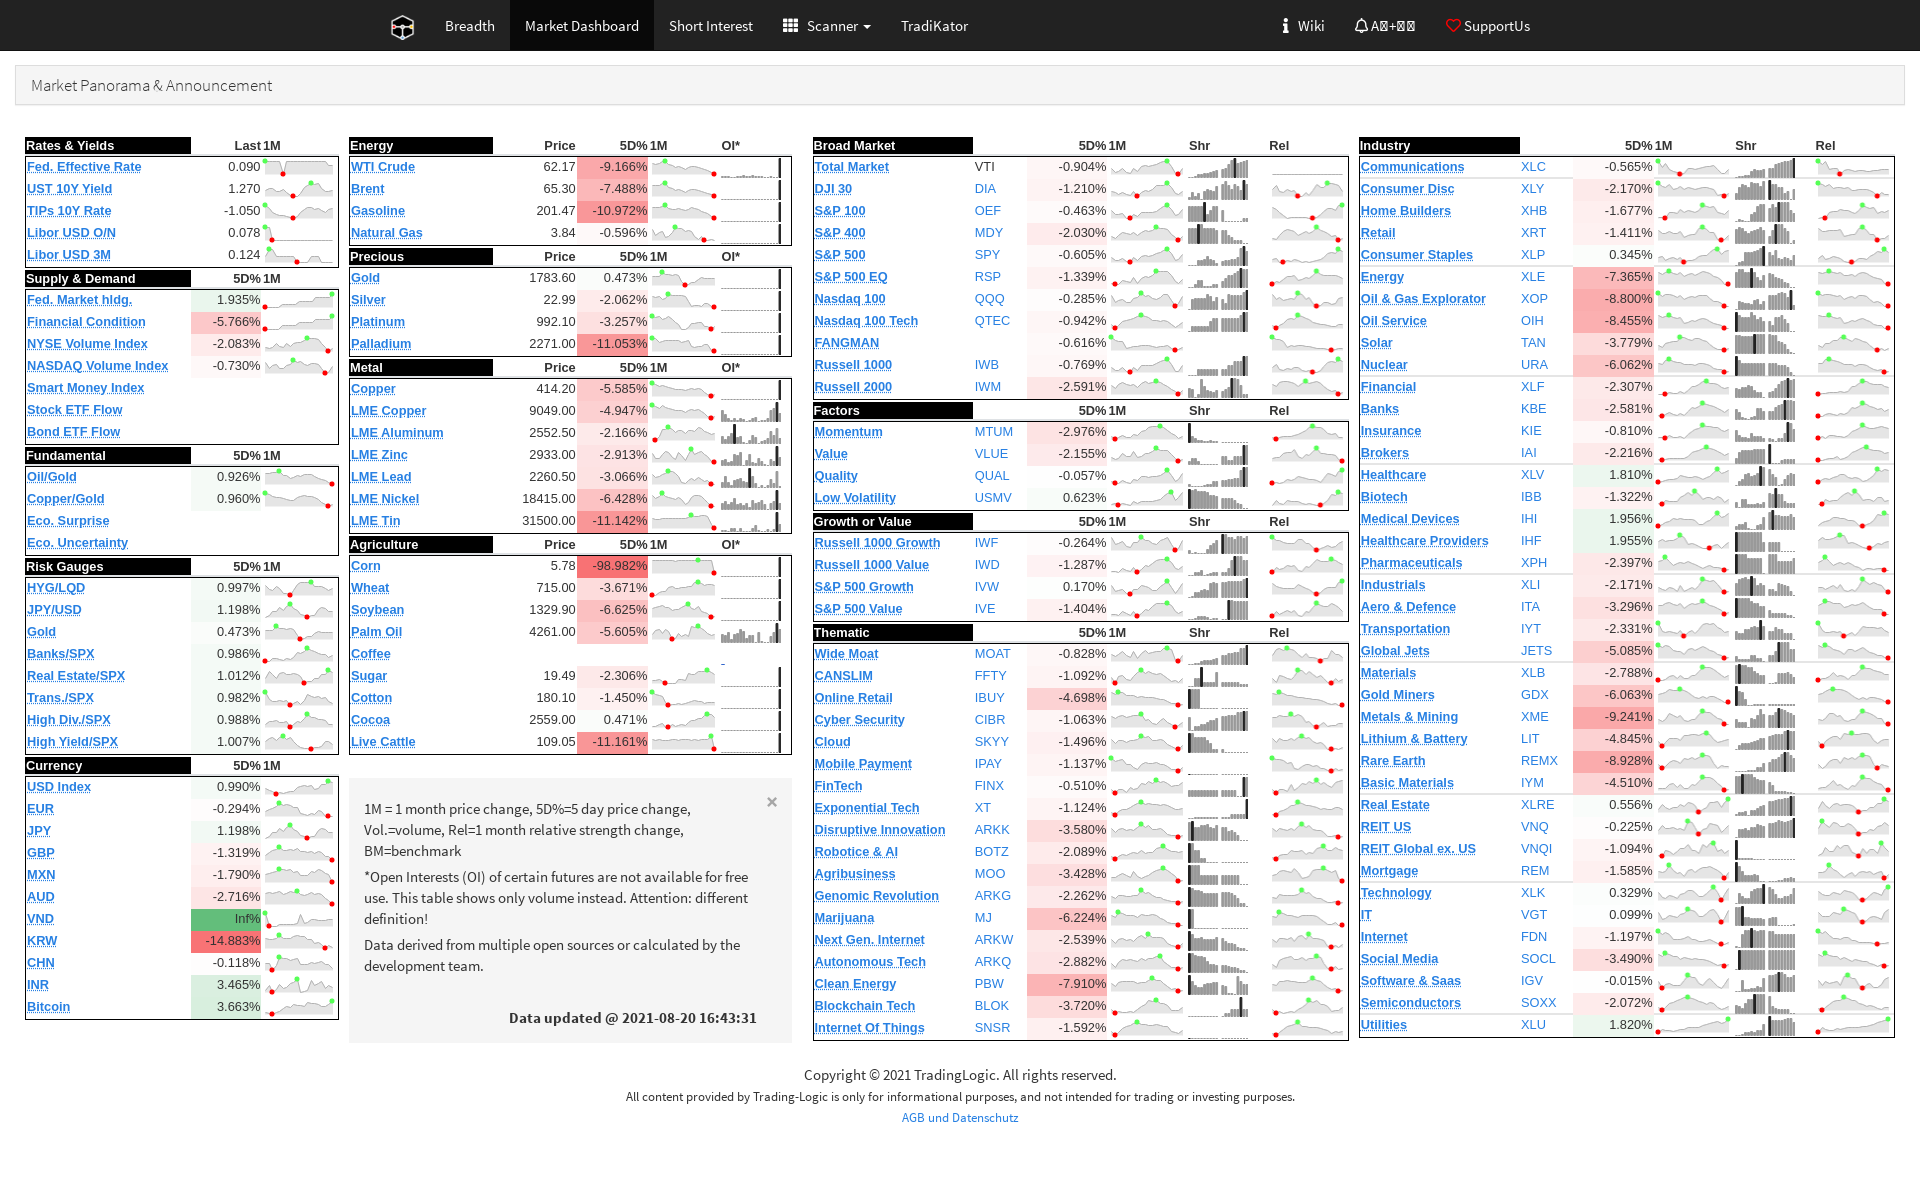 Breadth Market Dashboard Short Interest Scanner TradiKator Wiki SupportUs
Market Panorama & Announcement
Rates & Yields Last 1M
Fed. Effective Rate 0.090
UST 10Y Yield 1.270
TIPs 10Y Rate -1.050
Libor USD O/N 0.078
Libor USD 3M 0.124
Supply & Demand 5D% 1M
Fed. Market hldg. 1.935%
Financial Condition -5.766%
NYSE Volume Index -2.083%
NASDAQ Volume Index -0.730%
Smart Money Index
Stock ETF Flow
Bond ETF Flow
Fundamental 5D% 1M
Oil/Gold 0.926%
Copper/Gold 0.960%
Eco. Surprise
Eco. Uncertainty
Risk Gauges 5D% 1M
HYG/LQD 0.997%
JPY/USD 1.198%
Gold 0.473%
Banks/SPX 0.986%
Real Estate/SPX 1.012%
Trans./SPX 0.982%
High Div./SPX 0.988%
High Yield/SPX 1.007%
Currency 5D% 1M
USD Index 0.990%
EUR -0.294%
JPY 1.198%
GBP -1.319%
MXN -1.790%
AUD -2.716%
VND Inf%
KRW -14.883%
CHN -0.118%
INR 3.465%
Bitcoin 3.663%
Energy Price 5D% 1M OI*
WTI Crude 62.17 -9.166%
Brent 65.30 -7.488%
Gasoline 201.47 -10.972%
Natural Gas 3.84 -0.596%
Precious Price 5D% 1M OI*
Gold 1783.60 0.473%
Silver 22.99 -2.062%
Platinum 992.10 -3.257%
Palladium 2271.00 -11.053%
Metal Price 5D% 1M OI*
Copper 414.20 -5.585%
LME Copper 9049.00 -4.947%
LME Aluminum 2552.50 -2.166%
LME Zinc 2933.00 -2.913%
LME Lead 2260.50 -3.066%
LME Nickel 18415.00 -6.428%
LME Tin 31500.00 -11.142%
Agriculture Price 5D% 1M OI*
Corn 5.78 -98.982%
Wheat 715.00 -3.671%
Soybean 1329.90 -6.625%
Palm Oil 4261.00 -5.605%
Coffee -
Sugar 19.49 -2.306%
Cotton 180.10 -1.450%
Cocoa 2559.00 0.471%
Live Cattle 109.05 -11.161%
×
1M = 1 month price change, 5D%=5 day price change,
Vol.=volume, Rel=1 month relative strength change,
BM=benchmark
*Open Interests (OI) of certain futures are not available for free
use. This table shows only volume instead. Attention: different
definition!
Data derived from multiple open sources or calculated by the
development team.
Data updated @ 2021-08-20 16:43:31
Broad Market 5D% 1M Shr Rel
Total Market VTI -0.904%
DJI 30 DIA -1.210%
S&P 100 OEF -0.463%
S&P 400 MDY -2.030%
S&P 500 SPY -0.605%
S&P 500 EQ RSP -1.339%
Nasdaq 100 QQQ -0.285%
Nasdaq 100 Tech QTEC -0.942%
FANGMAN -0.616%
Russell 1000 IWB -0.769%
Russell 2000 IWM -2.591%
Factors 5D% 1M Shr Rel
Momentum MTUM -2.976%
Value VLUE -2.155%
Quality QUAL -0.057%
Low Volatility USMV 0.623%
Growth or Value 5D% 1M Shr Rel
Russell 1000 Growth IWF -0.264%
Russell 1000 Value IWD -1.287%
S&P 500 Growth IVW 0.170%
S&P 500 Value IVE -1.404%
Thematic 5D% 1M Shr Rel
Wide Moat MOAT -0.828%
CANSLIM FFTY -1.092%
Online Retail IBUY -4.698%
Cyber Security CIBR -1.063%
Cloud SKYY -1.496%
Mobile Payment IPAY -1.137%
FinTech FINX -0.510%
Exponential Tech XT -1.124%
Disruptive Innovation ARKK -3.580%
Robotice & AI BOTZ -2.089%
Agribusiness MOO -3.428%
Genomic Revolution ARKG -2.262%
Marijuana MJ -6.224%
Next Gen. Internet ARKW -2.539%
Autonomous Tech ARKQ -2.882%
Clean Energy PBW -7.910%
Blockchain Tech BLOK -3.720%
Internet Of Things SNSR -1.592%
Industry 5D% 1M Shr Rel
Communications XLC -0.565%
Consumer Disc XLY -2.170%
Home Builders XHB -1.677%
Retail XRT -1.411%
Consumer Staples XLP 0.345%
Energy XLE -7.365%
Oil & Gas Explorator XOP -8.800%
Oil Service OIH -8.455%
Solar TAN -3.779%
Nuclear URA -6.062%
Financial XLF -2.307%
Banks KBE -2.581%
Insurance KIE -0.810%
Brokers IAI -2.216%
Healthcare XLV 1.810%
Biotech IBB -1.322%
Medical Devices IHI 1.956%
Healthcare Providers IHF 1.955%
Pharmaceuticals XPH -2.397%
Industrials XLI -2.171%
Aero & Defence ITA -3.296%
Transportation IYT -2.331%
Global Jets JETS -5.085%
Materials XLB -2.788%
Gold Miners GDX -6.063%
Metals & Mining XME -9.241%
Lithium & Battery LIT -4.845%
Rare Earth REMX -8.928%
Basic Materials IYM -4.510%
Real Estate XLRE 0.556%
REIT US VNQ -0.225%
REIT Global ex. US VNQI -1.094%
Mortgage REM -1.585%
Technology XLK 0.329%
IT VGT 0.099%
Internet FDN -1.197%
Social Media SOCL -3.490%
Software & Saas IGV -0.015%
Semiconductors SOXX -2.072%
Utilities XLU 1.820%
Copyright © 2021 TradingLogic. All rights reserved.
All content provided by Trading-Logic is only for informational purposes, and not intended for trading or investing purposes.
AGB und Datenschutz